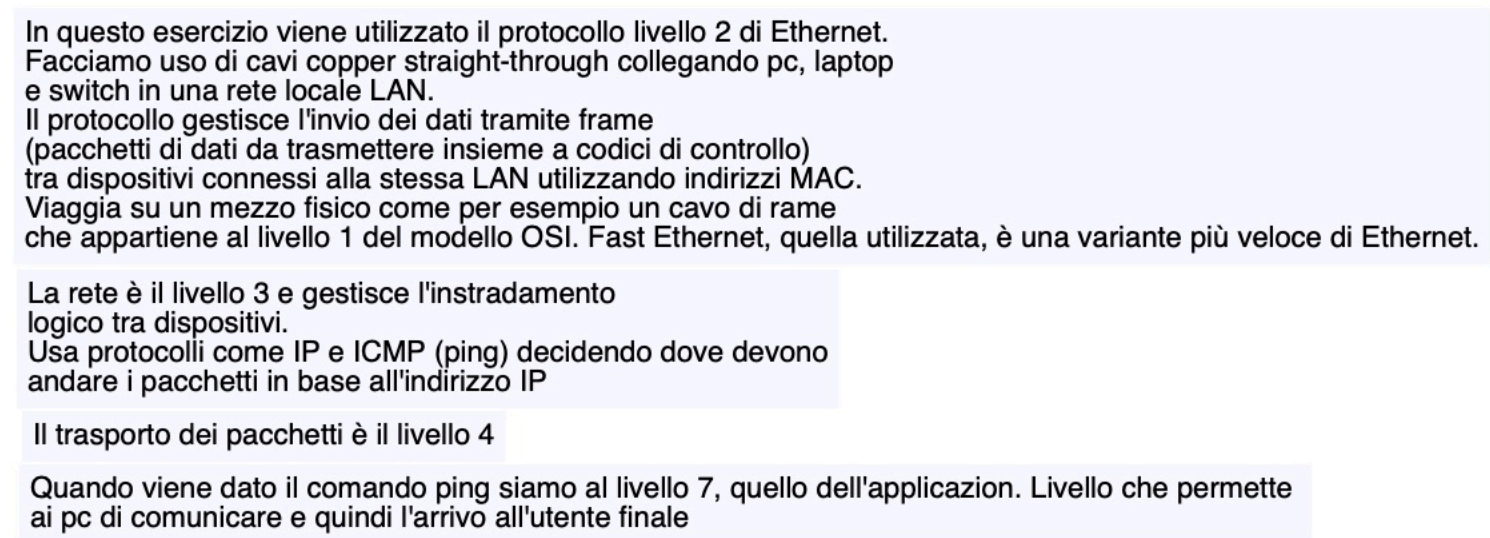 In questo esercizio viene utilizzato il protocollo livello 2 di Ethernet.
Facciamo uso di cavi copper straight-through collegando pc, laptop
e switch in una rete locale LAN.
Il protocollo gestisce l'invio dei dati tramite frame
(pacchetti di dati da trasmettere insieme a codici di controllo)
tra dispositivi connessi alla stessa LAN utilizzando indirizzi MAC.
Viaggia su un mezzo fisico come per esempio un cavo di rame
che appartiene al livello 1 del modello OSI. Fast Ethernet, quella utilizzata, è una variante più veloce di Ethernet.
La rete è il livello 3 e gestisce l'instradamento
logico tra dispositivi.
Usa protocolli come IP e ICMP (ping) decidendo dove devono
andare i pacchetti in base all'indirizzo IP
Il trasporto dei pacchetti è il livello 4
Quando viene dato il comando ping siamo al livello 7, quello dell'applicazion. Livello che permette
ai pc di comunicare e quindi l'arrivo all'utente finale